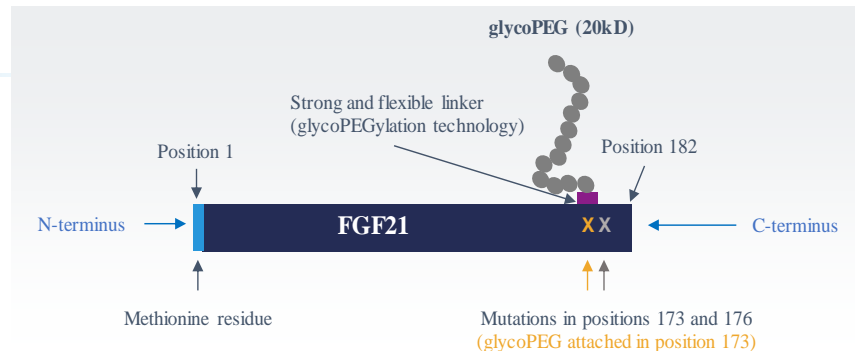 glycoPEG (20kD)
Strong and flexible linker
(glycoPEGylation technology)
Position 1
Position 182
N-terminus
FGF21
X X
C-terminus
Methionine residue
Mutations in positions 173 and 176
(glycoPEG attached in position 173)